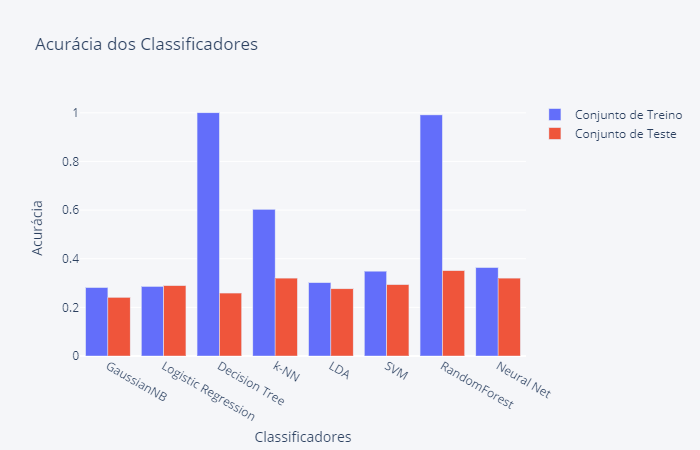 Acurácia dos Classificadores
Conjunto de Treino
Conjunto de Teste
Acurácia
1
0.8
0.6
0.4
0.2
0
GaussianNB
Logistic Regression
Decision Tree
k-NN
LDA
SVM
RandomForest
Neural Net
Classificadores